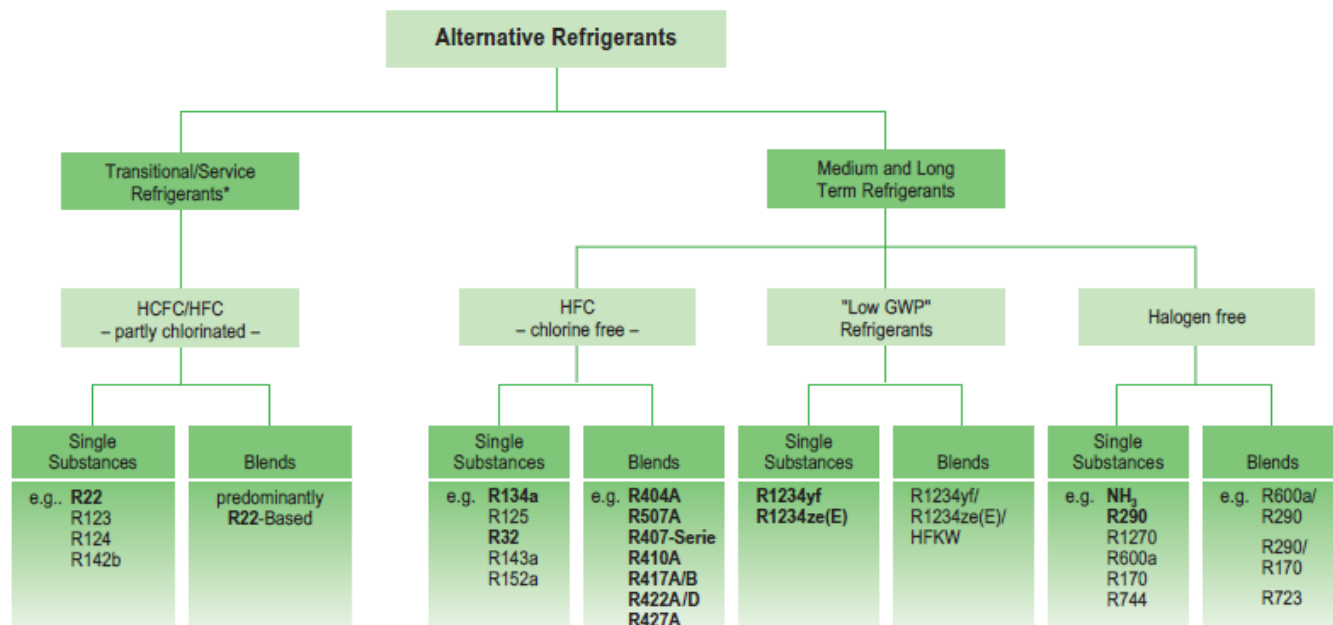 Alternative Refrigerants
Transitional/Service
Refrigerants*
Medium and Long
Term Refrigerants
HCFC/HFC
– partly chlorinated –
HFC
– chlorine free –
"Low GWP"
Refrigerants
Halogen free
Single
Substances
Blends
Single
Substances
Blends
Single
Substances
Blends
Single
Substances
Blends
e.g.. R22
R123
R124
R142b
predominantly
R22-Based
e.g. R134a
R125
R32
R143a
R152a
e.g. R404A
R507A
R407-Serie
R410A
R417A/B
R422A/D
R427A
R1234yf
R1234ze(E)
R1234yf/
R1234ze(E)/
HFKW
e.g. NH₃
R290
R1270
R600a
R170
R744
e.g. R600a/
R290
R290/
R170
R723